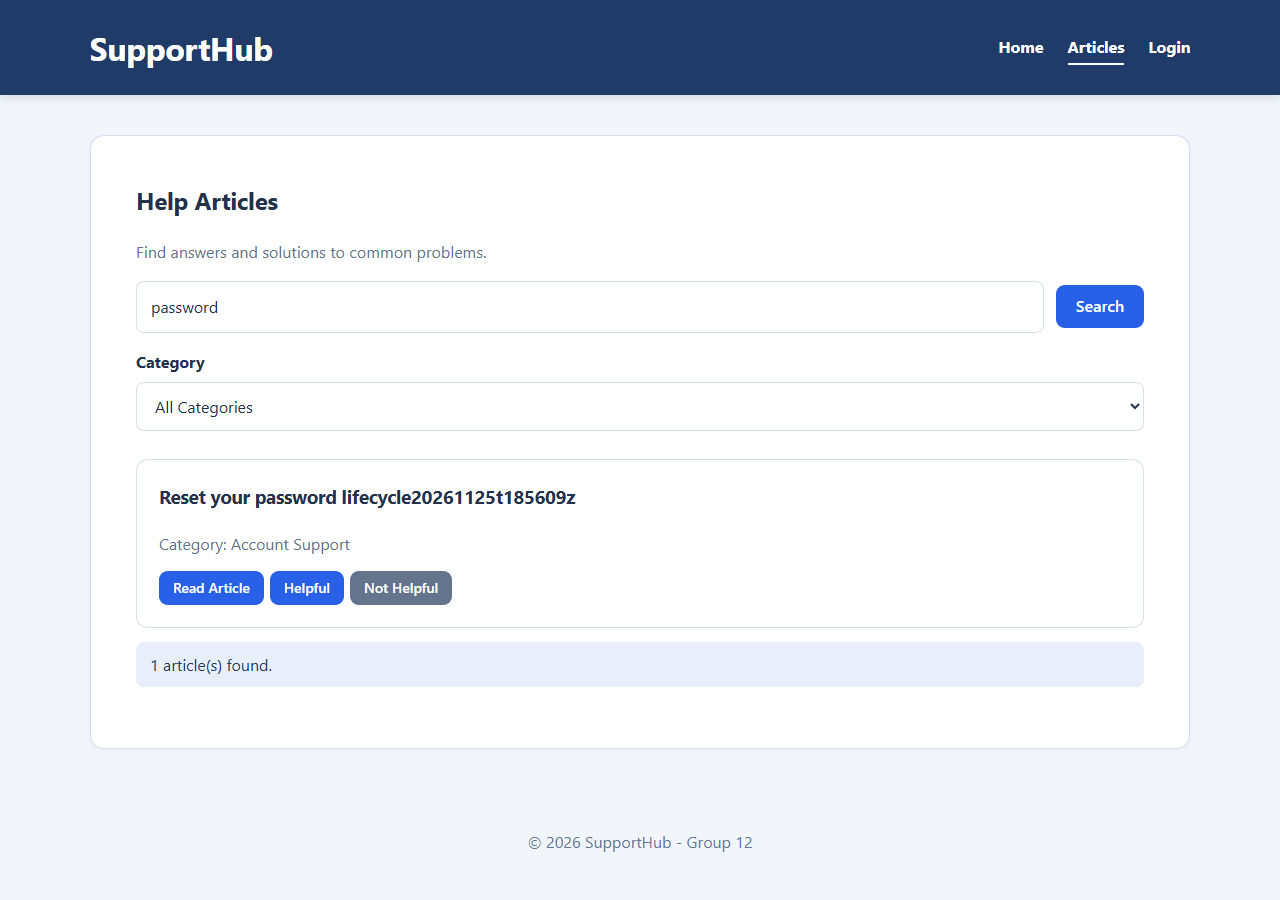 SupportHub
Home Articles Login
Help Articles
Find answers and solutions to common problems.
password
Search
Category
All Categories
Reset your password lifecycle20261125t185609z
Category: Account Support
Read Article Helpful Not Helpful
1 article(s) found.
© 2026 SupportHub - Group 12